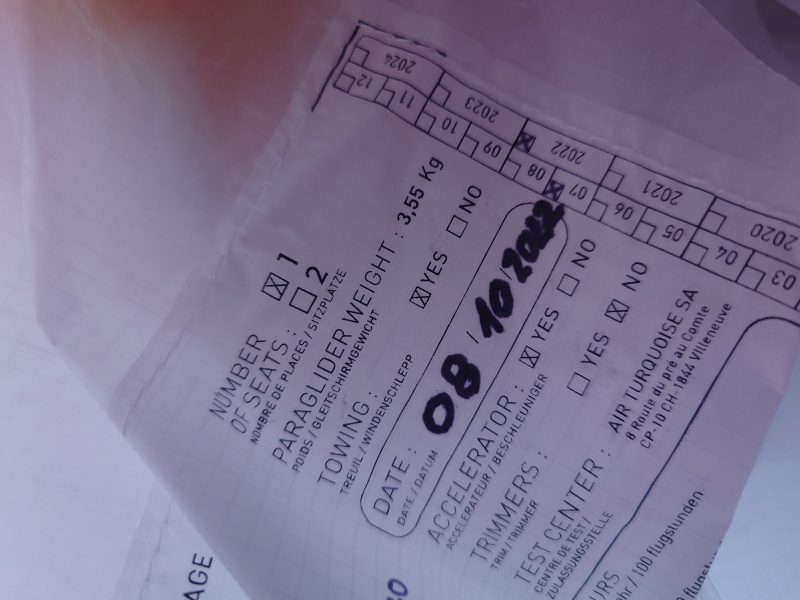 NUMBER
OF SEATS : ☒ 1
NOMBRE DE PLACES / SITZPLATZE ☐ 2
PARAGLIDER WEIGHT : 3,55 Kg
POIDS / GLEITSCHIRMGEWICHT
TOWING : ☒ YES ☐ NO
TREUIL / WINDENSCHLEPP
DATE : 08 / 10 / 2022
DATE / DATUM
ACCELERATOR : ☒ YES ☐ NO
ACCELERATEUR / BESCHLEUNIGER
TRIMMERS : ☐ YES ☒ NO
TRIM / TRIMMER
TEST CENTER : AIR TURQUOISE SA
CENTRE DE TEST / 8 Route du pré au Comte
ZULASSUNGSSTELLE CP-10 CH-1844 Villeneuve
URS
hr / 100 flugstunden
flugstu
AGE
2020 2021 2022 2023 2024
03 04 05 06 07 08 09 10 11 12